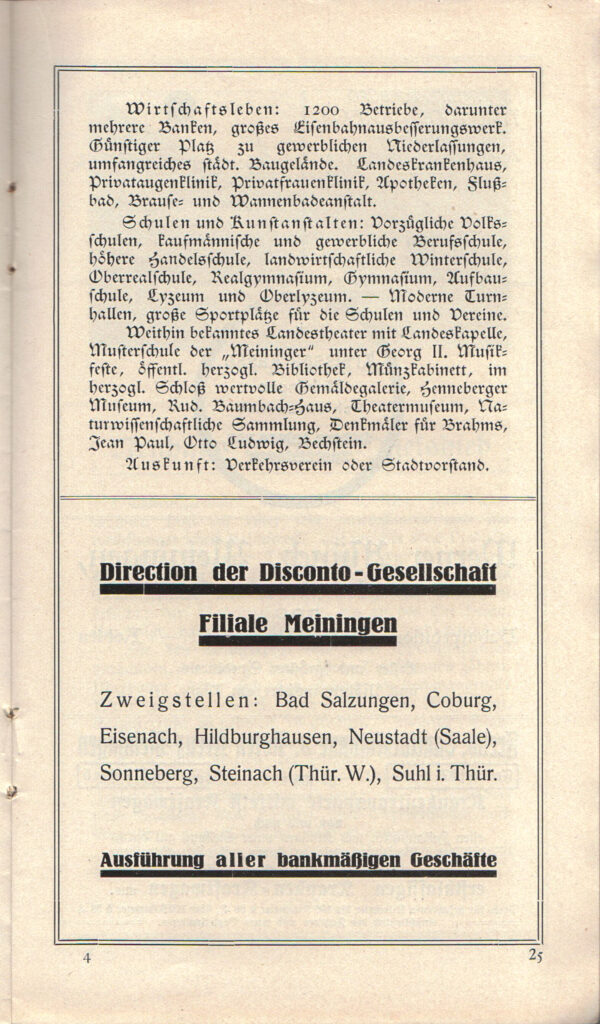 Wirtschaftsleben: 1200 Betriebe, darunter
mehrere Banken, großes Eisenbahnausbesserungswerk.
Günstiger Platz zu gewerblichen Niederlassungen,
umfangreiches städt. Baugelände. Landeskrankenhaus,
Privataugenklinik, Privatfrauenklinik, Apotheken, Fluß-
bad, Brause- und Wannenbadeanstalt.
Schulen und Kunstanstalten: Vorzügliche Volks-
schulen, kaufmännische und gewerbliche Berufsschule,
höhere Handelsschule, landwirtschaftliche Winterschule,
Oberrealschule, Realgymnasium, Gymnasium, Aufbau-
schule, Lyzeum und Oberlyzeum. — Moderne Turn-
hallen, große Sportplätze für die Schulen und Vereine.
Weithin bekanntes Landestheater mit Landeskapelle,
Musterschule der „Meininger“ unter Georg II. Musik-
feste, öffentl. herzogl. Bibliothek, Münzkabinett, im
herzogl. Schloß wertvolle Gemäldegalerie, Henneberger
Museum, Rud. Baumbach-Haus, Theatermuseum, Na-
turwissenschaftliche Sammlung, Denkmäler für Brahms,
Jean Paul, Otto Ludwig, Bechstein.
Auskunft: Verkehrsverein oder Stadtvorstand.
Direction der Disconto-Gesellschaft
Filiale Meiningen
Zweigstellen: Bad Salzungen, Coburg,
Eisenach, Hildburghausen, Neustadt (Saale),
Sonneberg, Steinach (Thür. W.), Suhl i. Thür.
Ausführung aller bankmäßigen Geschäfte
4 25